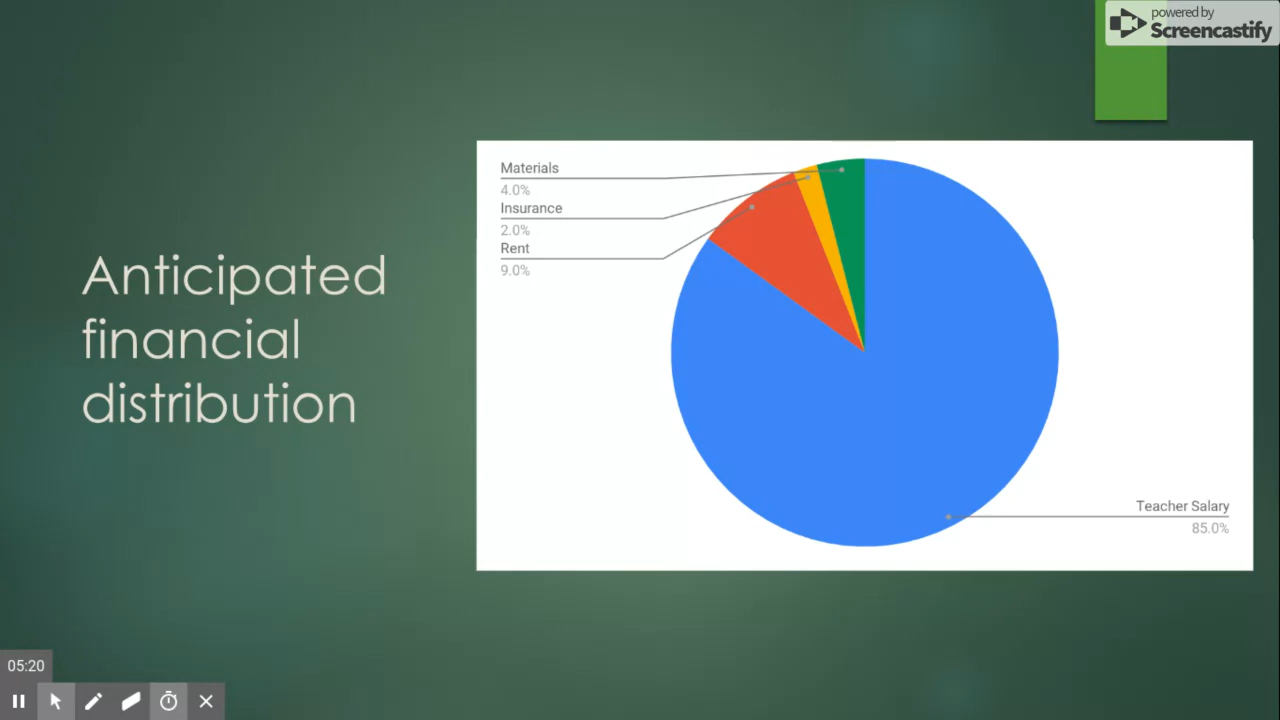 powered by
Screencastify
Anticipated
financial
distribution
Materials
4.0%
Insurance
2.0%
Rent
9.0%
Teacher Salary
85.0%
05:20